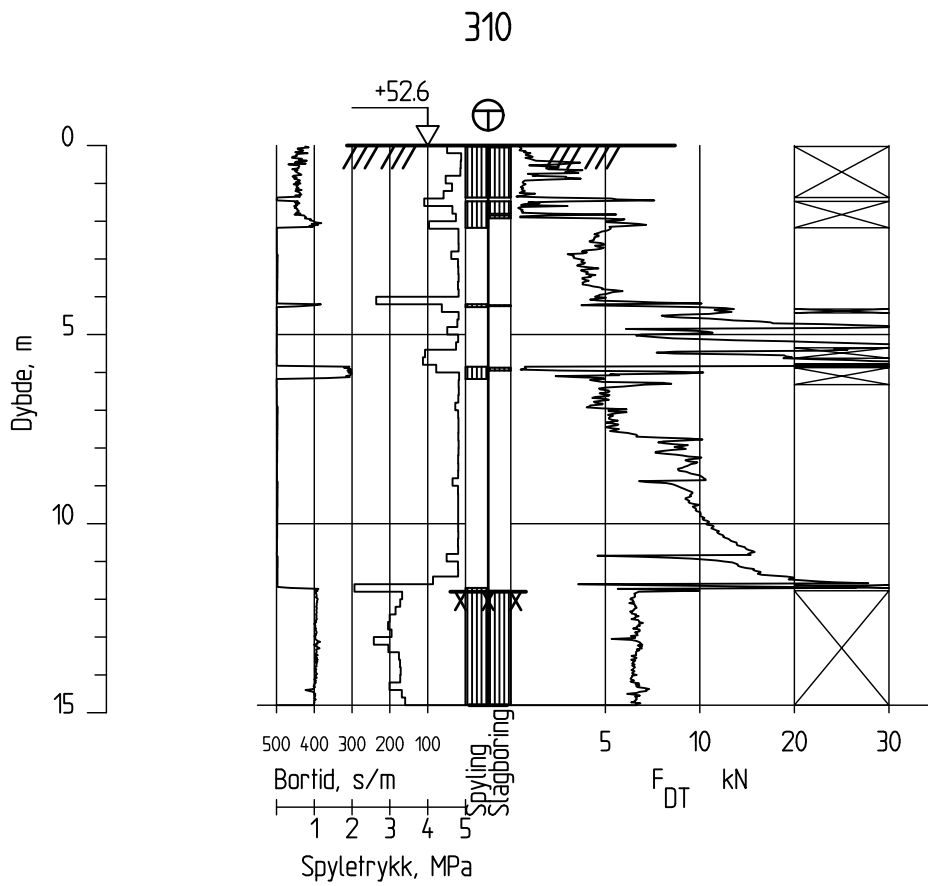 310
+52.6
0
5
10
15
Dybde, m
500 400 300 200 100
Bortid, s/m
1 2 3 4 5
Spyletrykk, MPa
Spyling
Slagboring
5 10 20 30
F DT kN